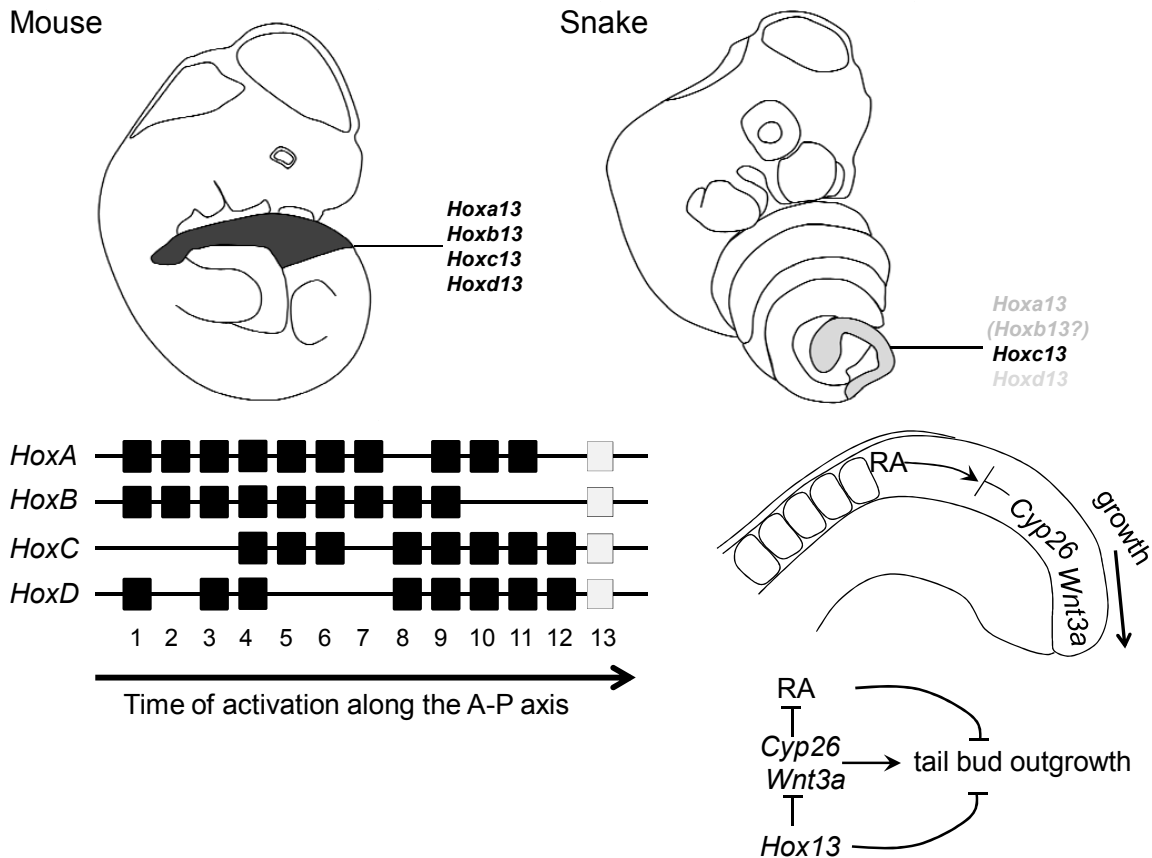 Mouse
Snake
Hoxa13
Hoxb13
Hoxc13
Hoxd13
Hoxa13
(Hoxb13?)
Hoxc13
Hoxd13
HoxA
HoxB
HoxC
HoxD
1 2 3 4 5 6 7 8 9 10 11 12 13
Time of activation along the A-P axis
RA
Cyp26
Wnt3a
growth
RA
Cyp26
Wnt3a
tail bud outgrowth
Hox13